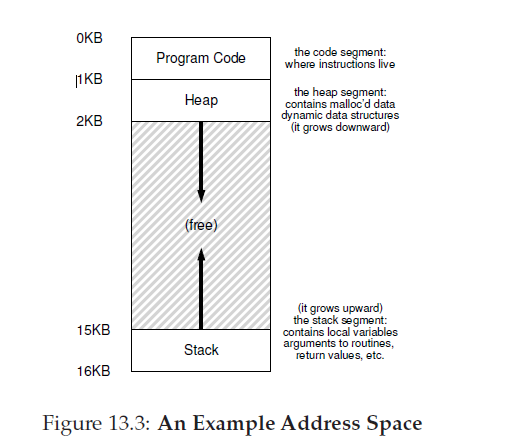 0KB
Program Code
the code segment:
where instructions live
1KB
Heap
the heap segment:
contains malloc'd data
dynamic data structures
(it grows downward)
2KB
(free)
(it grows upward)
the stack segment:
contains local variables
arguments to routines,
return values, etc.
15KB
Stack
16KB
Figure 13.3: An Example Address Space